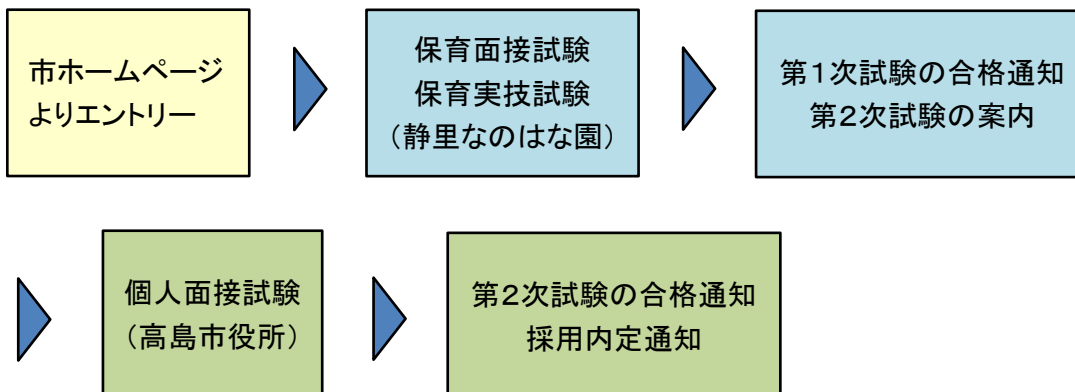 市ホームページ
よりエントリー
保育面接試験
保育実技試験
（静里なのはな園）
第１次試験の合格通知
第２次試験の案内
個人面接試験
（高島市役所）
第２次試験の合格通知
採用内定通知